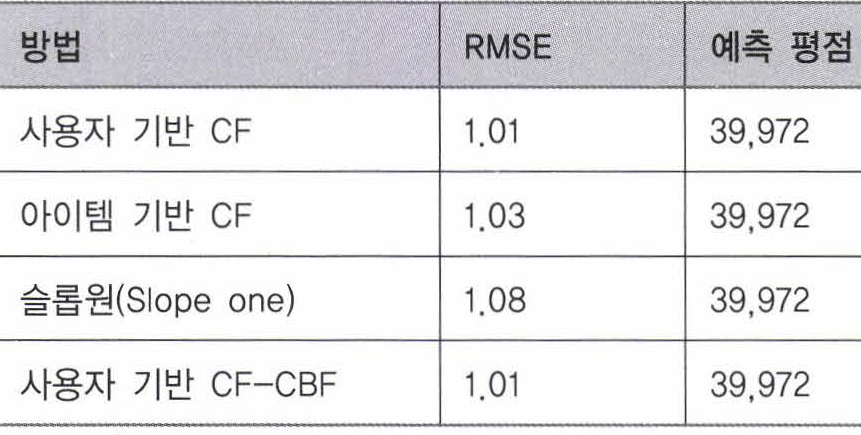 방법 RMSE 예측 평점
사용자 기반 CF 1.01 39,972
아이템 기반 CF 1.03 39,972
슬롭원(Slope one) 1.08 39,972
사용자 기반 CF-CBF 1.01 39,972